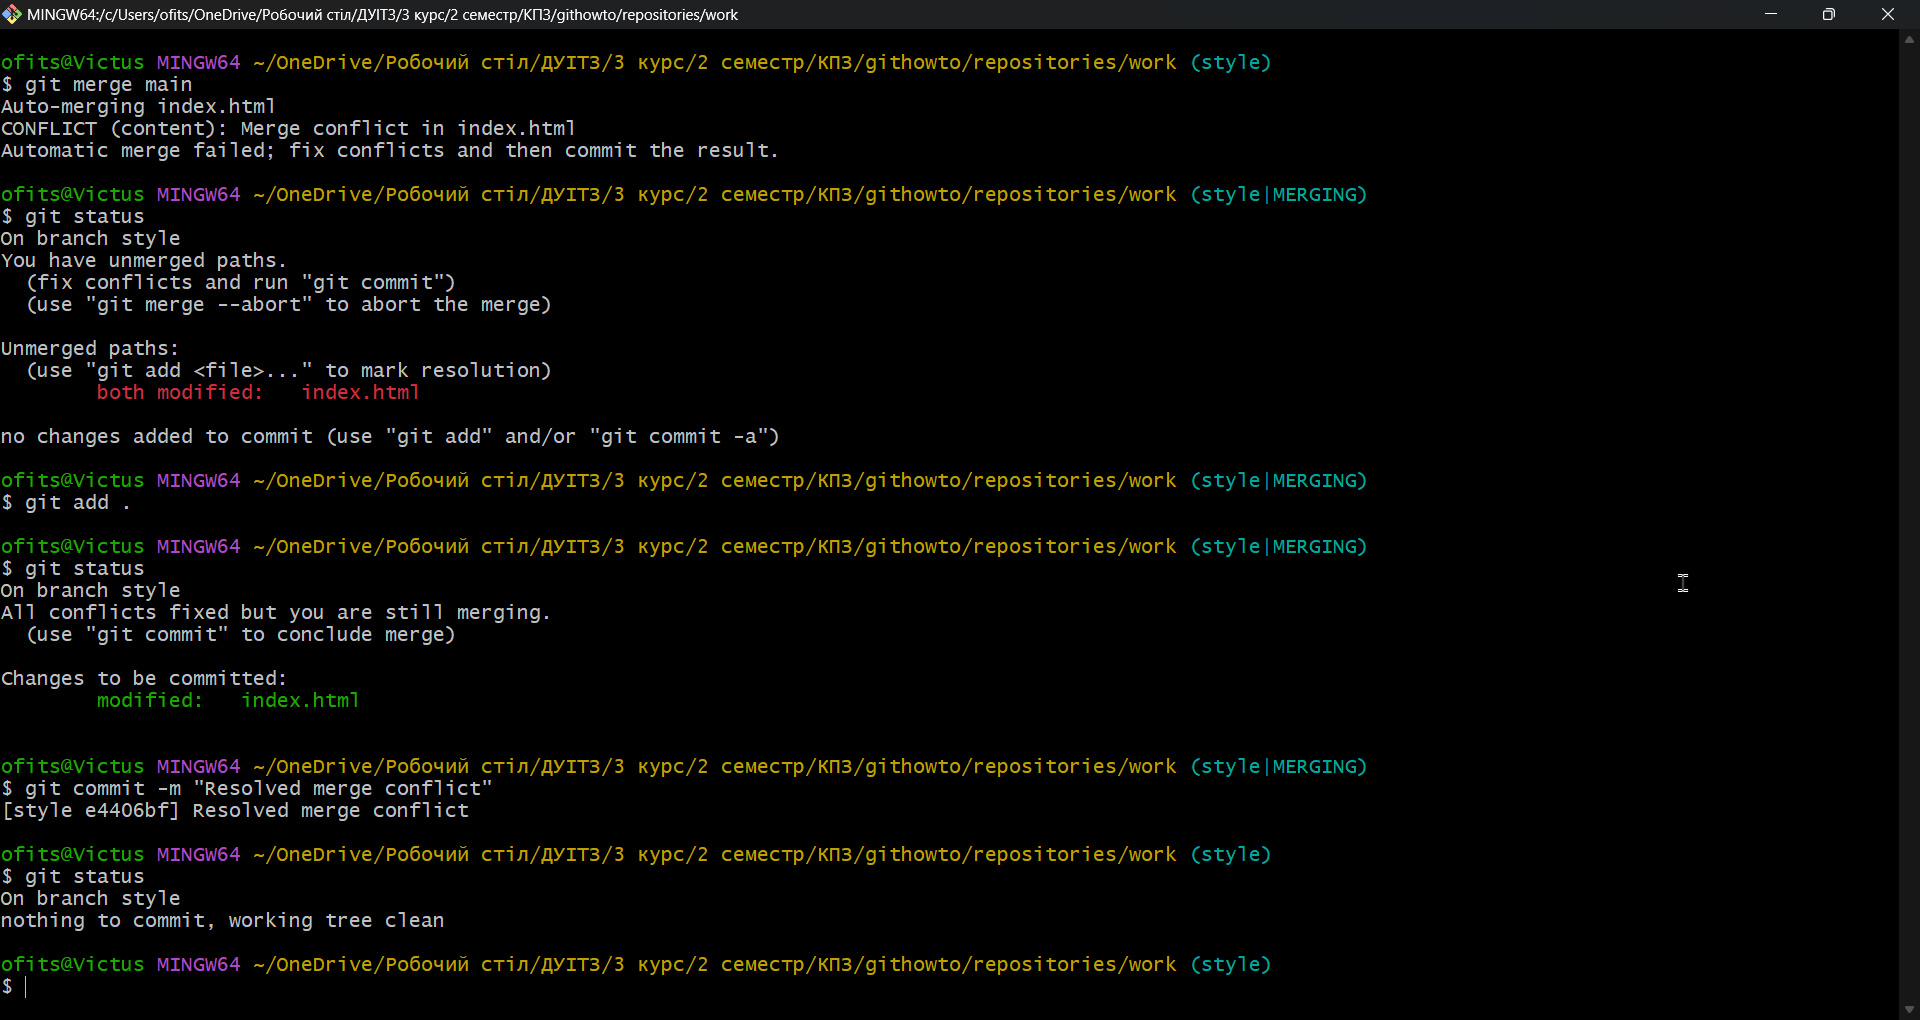 MINGW64:/c/Users/ofits/OneDrive/Робочий стіл/ДУІТЗ/3 курс/2 семестр/КПЗ/githowto/repositories/work
ofits@Victus MINGW64 ~/OneDrive/Робочий стіл/ДУІТЗ/3 курс/2 семестр/КПЗ/githowto/repositories/work (style)
$ git merge main
Auto-merging index.html
CONFLICT (content): Merge conflict in index.html
Automatic merge failed; fix conflicts and then commit the result.
ofits@Victus MINGW64 ~/OneDrive/Робочий стіл/ДУІТЗ/3 курс/2 семестр/КПЗ/githowto/repositories/work (style|MERGING)
$ git status
On branch style
You have unmerged paths.
  (fix conflicts and run "git commit")
  (use "git merge --abort" to abort the merge)
Unmerged paths:
  (use "git add <file>..." to mark resolution)
        both modified:   index.html
no changes added to commit (use "git add" and/or "git commit -a")
ofits@Victus MINGW64 ~/OneDrive/Робочий стіл/ДУІТЗ/3 курс/2 семестр/КПЗ/githowto/repositories/work (style|MERGING)
$ git add .
ofits@Victus MINGW64 ~/OneDrive/Робочий стіл/ДУІТЗ/3 курс/2 семестр/КПЗ/githowto/repositories/work (style|MERGING)
$ git status
On branch style
All conflicts fixed but you are still merging.
  (use "git commit" to conclude merge)
Changes to be committed:
        modified:   index.html
ofits@Victus MINGW64 ~/OneDrive/Робочий стіл/ДУІТЗ/3 курс/2 семестр/КПЗ/githowto/repositories/work (style|MERGING)
$ git commit -m "Resolved merge conflict"
[style e4406bf] Resolved merge conflict
ofits@Victus MINGW64 ~/OneDrive/Робочий стіл/ДУІТЗ/3 курс/2 семестр/КПЗ/githowto/repositories/work (style)
$ git status
On branch style
nothing to commit, working tree clean
ofits@Victus MINGW64 ~/OneDrive/Робочий стіл/ДУІТЗ/3 курс/2 семестр/КПЗ/githowto/repositories/work (style)
$